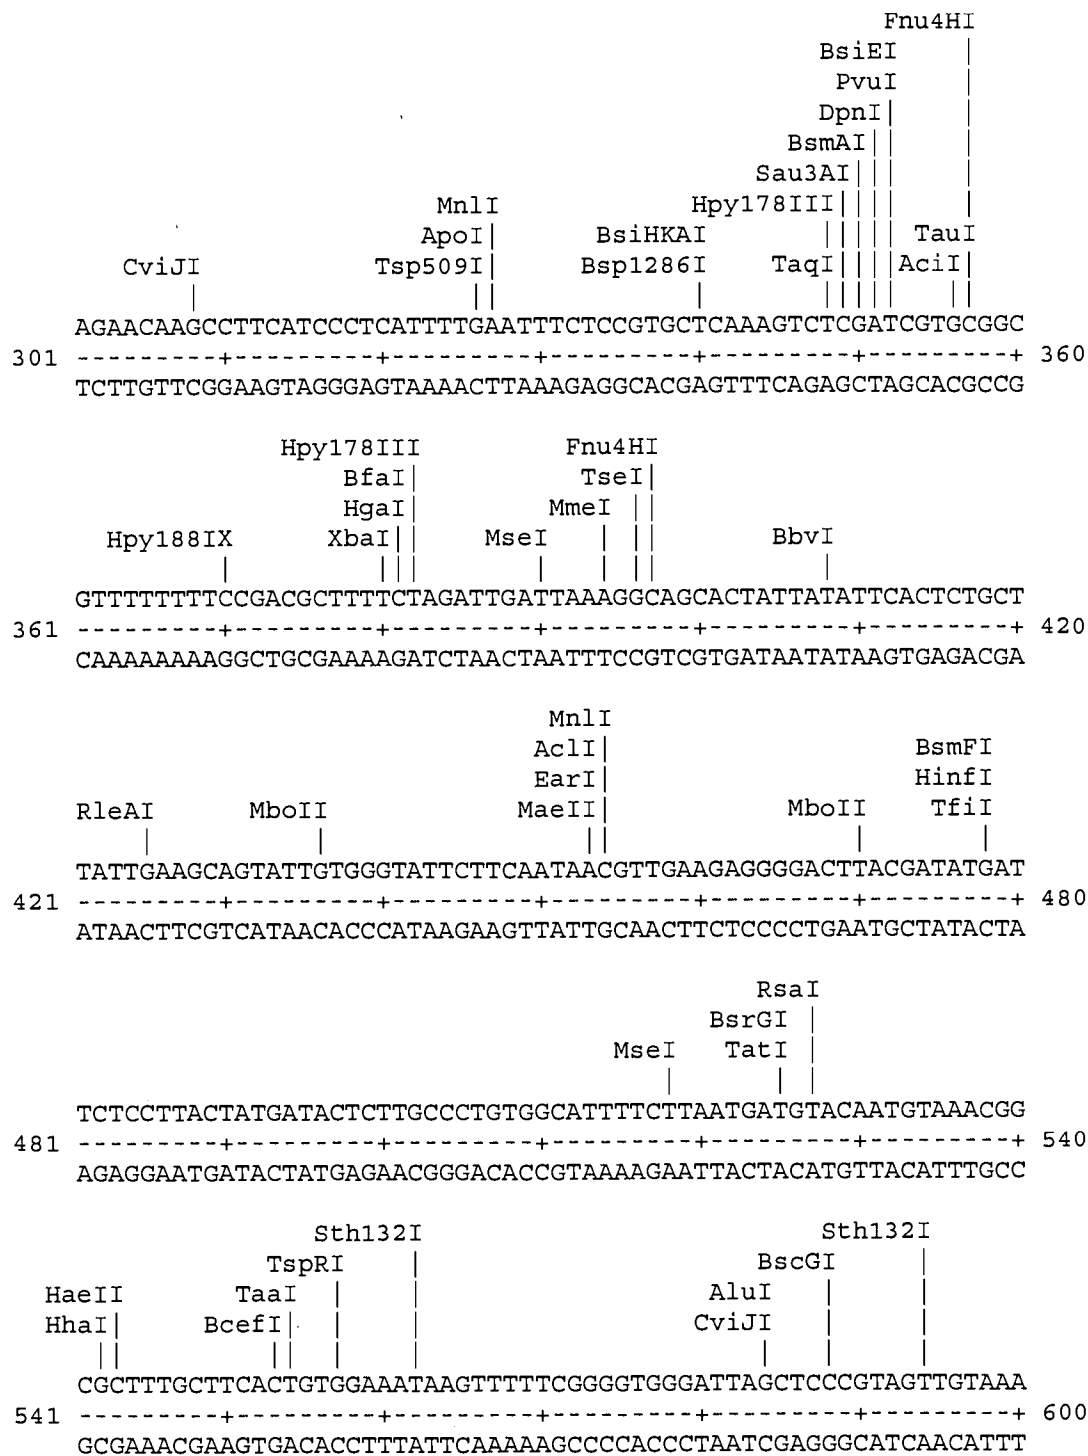 Fnu4HI
BsiEI |
PvuI |
DpnI| |
BsmAI|| |
Sau3AI||| |
MnlI Hpy178III|||| |
ApoI| BsiHKAI ||||| TauI
CviJI Tsp509I| Bsp1286I TaqI||||| AciI|
| || | ||||| ||
AGAACAAGCCTTCATCCCTCATTTTGAATTTCTCCGTGCTCAAAGTCTCGATCGTGCGGC
301 ---------+---------+---------+---------+---------+---------+ 360
TCTTGTTCGGAAGTAGGGAGTAAAACTTAAAGAGGCACGAGTTTCAGAGCTAGCACGCCG
Hpy178III Fnu4HI
BfaI| TseI|
HgaI| MmeI ||
Hpy188IX XbaI|| MseI | || BbvI
| ||| | | || |
GTTTTTTTTCCGACGCTTTTCTAGATTGATTAAAGGCAGCACTATTATATTCACTCTGCT
361 ---------+---------+---------+---------+---------+---------+ 420
CAAAAAAAAGGCTGCGAAAAGATCTAACTAATTTCCGTCGTGATAATATAAGTGAGACGA
MnlI
AclI| BsmFI
EarI| HinfI
RleAI MboII MaeII| MboII TfiI
| | || | |
TATTGAAGCAGTATTGTGGGTATTCTTCAATAACGTTGAAGAGGGGACTTACGATATGAT
421 ---------+---------+---------+---------+---------+---------+ 480
ATAACTTCGTCATAACACCCATAAGAAGTTATTGCAACTTCTCCCCTGAATGCTATACTA
RsaI
BsrGI |
MseI TatI |
| | |
TCTCCTTACTATGATACTCTTGCCCTGTGGCATTTTCTTAATGATGTACAATGTAAACGG
481 ---------+---------+---------+---------+---------+---------+ 540
AGAGGAATGATACTATGAGAACGGGACACCGTAAAAGAATTACTACATGTTACATTTGCC
Sth132I Sth132I
TspRI | BscGI |
HaeII TaaI | | AluI | |
HhaI| BcefI| | | CviJI | |
|| || | | | | |
CGCTTTGCTTCACTGTGGAAATAAGTTTTTCGGGGTGGGATTAGCTCCCGTAGTTGTAAA
541 ---------+---------+---------+---------+---------+---------+ 600
GCGAAACGAAGTGACACCTTTATTCAAAAAGCCCCACCCTAATCGAGGGCATCAACATTT